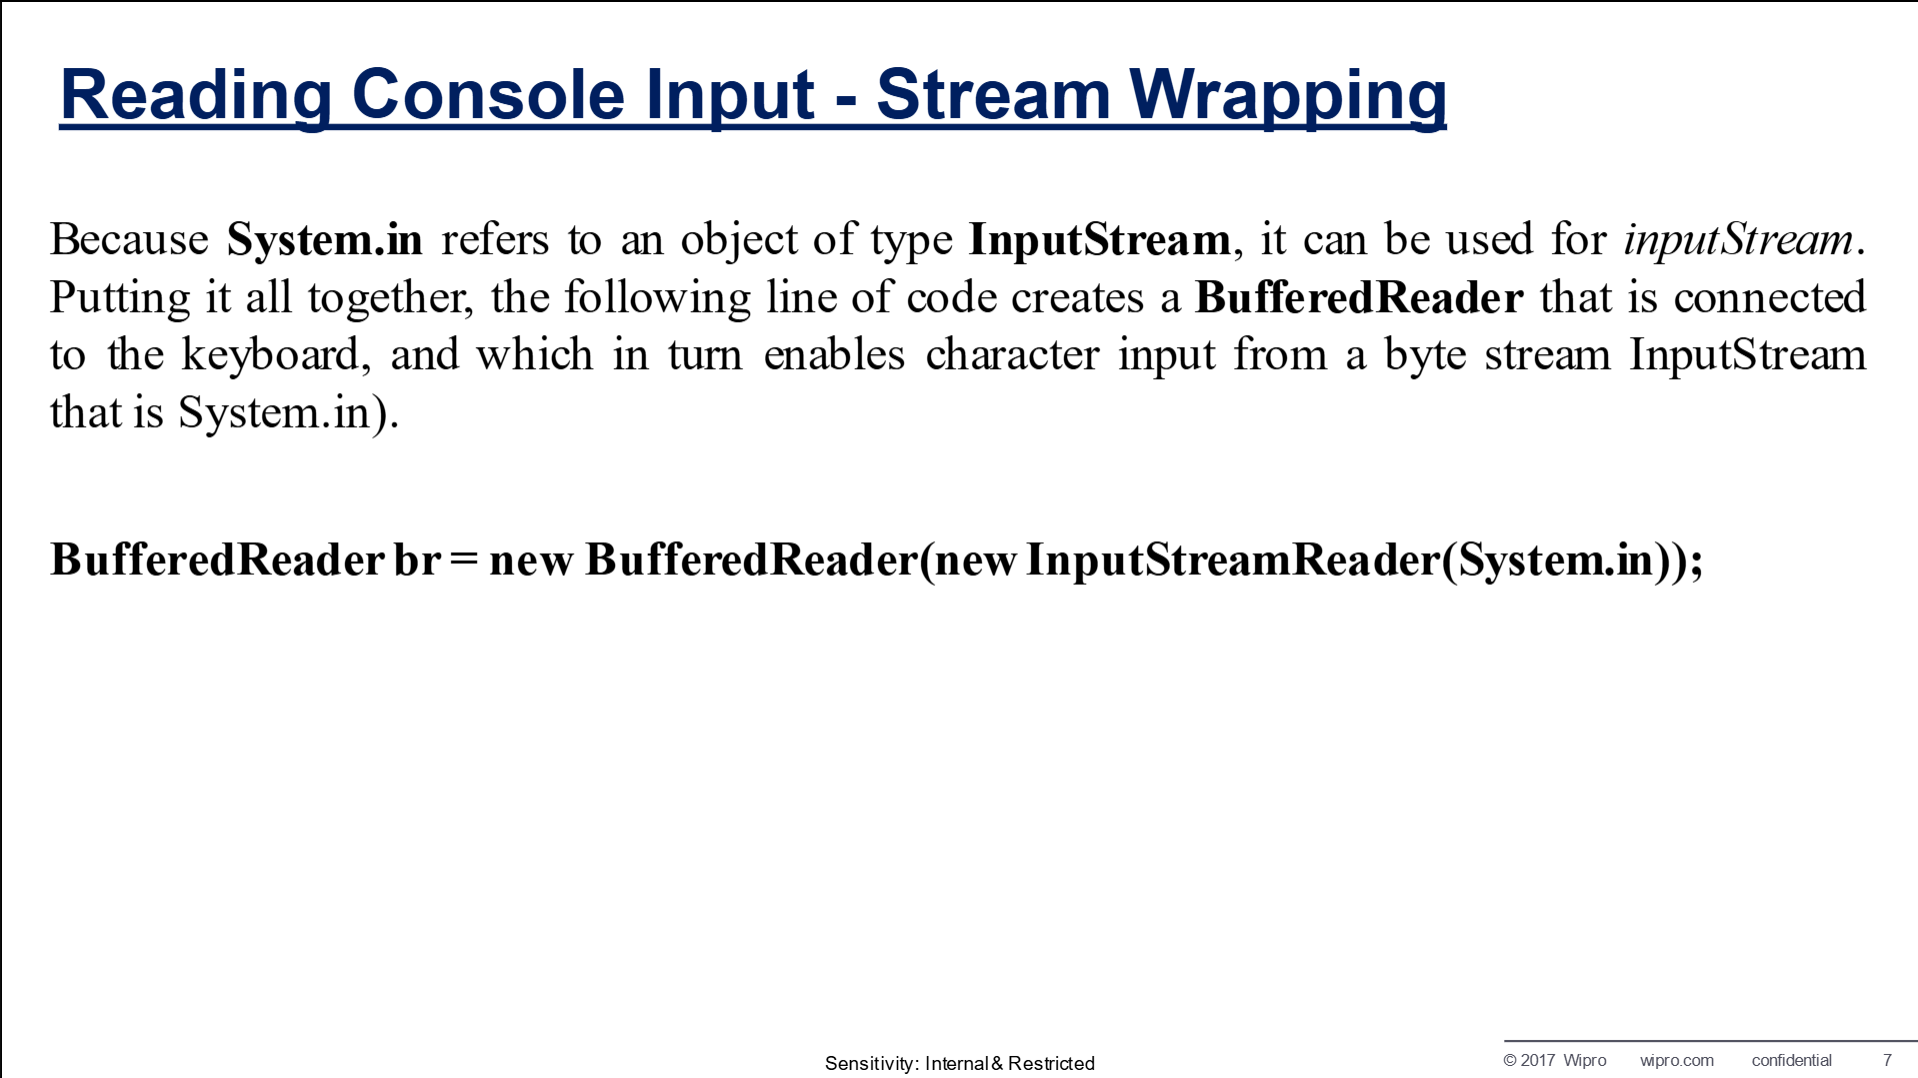 Reading Console Input - Stream Wrapping
Because System.in refers to an object of type InputStream, it can be used for inputStream.
Putting it all together, the following line of code creates a BufferedReader that is connected
to the keyboard, and which in turn enables character input from a byte stream InputStream
that is System.in).
BufferedReader br = new BufferedReader(new InputStreamReader(System.in));
Sensitivity: Internal & Restricted
© 2017 Wipro wipro.com confidential 7